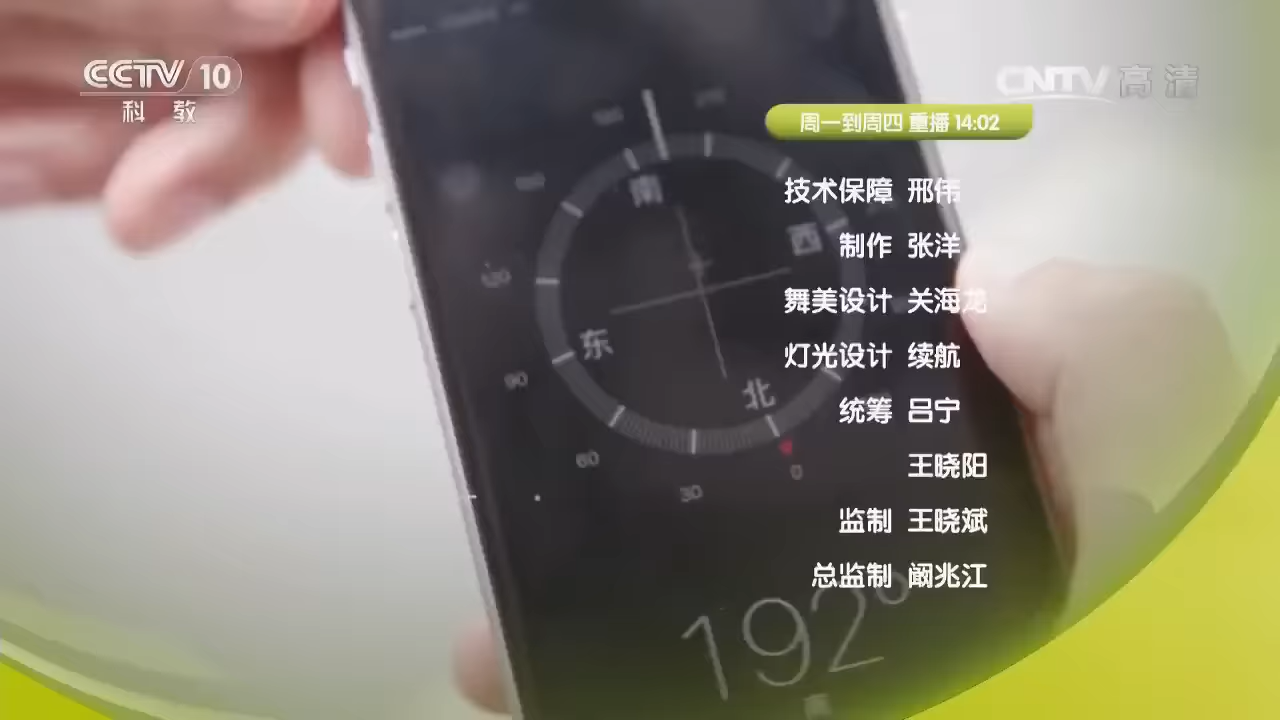 CCTV 10
科教
CNTV 高清
周一到周四 重播 14:02
技术保障 邢伟
制作 张洋
舞美设计 关海龙
灯光设计 续航
统筹 吕宁
王晓阳
监制 王晓斌
总监制 阚兆江
南
西
东
北
90
60
30
0
192°
南